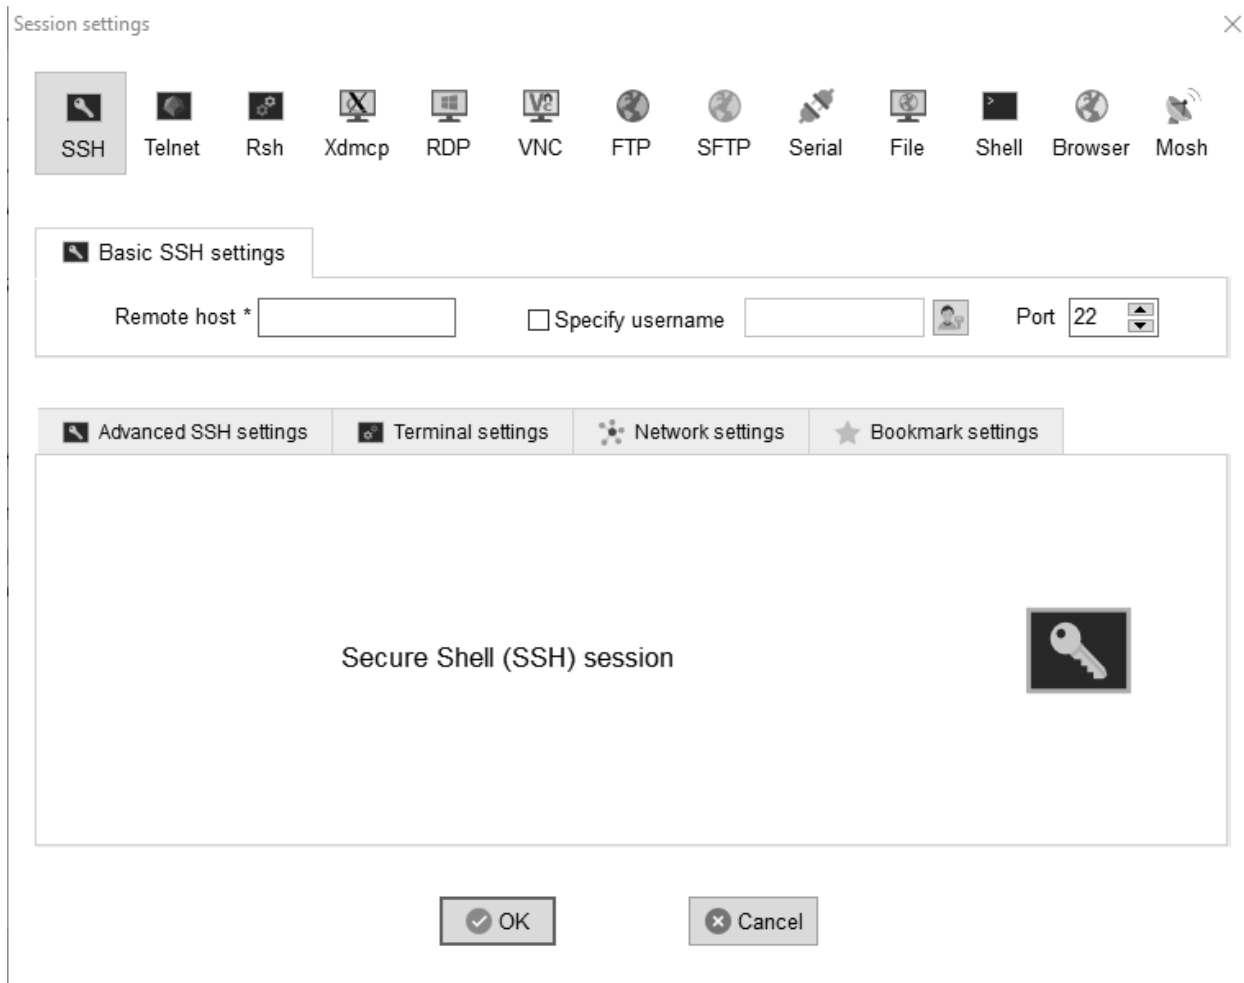 Session settings
SSH Telnet Rsh Xdmcp RDP VNC FTP SFTP Serial File Shell Browser Mosh
Basic SSH settings
Remote host * Specify username Port 22
Advanced SSH settings Terminal settings Network settings Bookmark settings
Secure Shell (SSH) session
OK Cancel